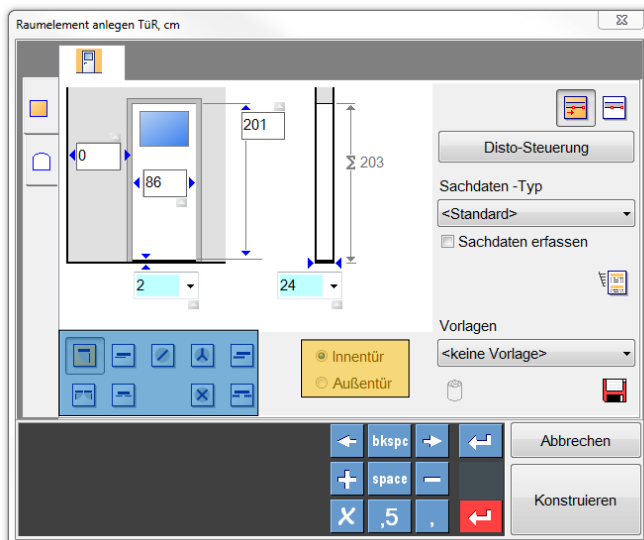 Raumelement anlegen TüR, cm
201
0
86
Σ 203
2
24
Disto-Steuerung
Sachdaten -Typ
<Standard>
Sachdaten erfassen
Vorlagen
<keine Vorlage>
Innentür
Außentür
bkspc
space
,5
,
Abbrechen
Konstruieren